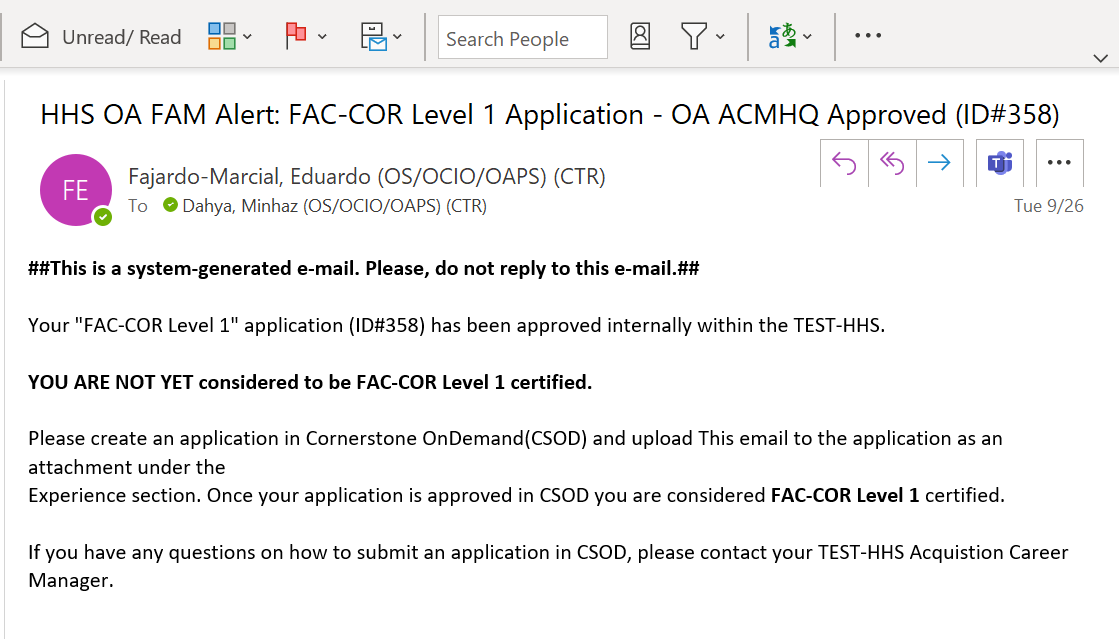 Unread/ Read
Search People
HHS OA FAM Alert: FAC-COR Level 1 Application - OA ACMHQ Approved (ID#358)
FE
Fajardo-Marcial, Eduardo (OS/OCIO/OAPS) (CTR)
To Dahya, Minhaz (OS/OCIO/OAPS) (CTR)
Tue 9/26
##This is a system-generated e-mail. Please, do not reply to this e-mail.##
Your "FAC-COR Level 1" application (ID#358) has been approved internally within the TEST-HHS.
YOU ARE NOT YET considered to be FAC-COR Level 1 certified.
Please create an application in Cornerstone OnDemand(CSOD) and upload This email to the application as an
attachment under the
Experience section. Once your application is approved in CSOD you are considered FAC-COR Level 1 certified.
If you have any questions on how to submit an application in CSOD, please contact your TEST-HHS Acquistion Career
Manager.